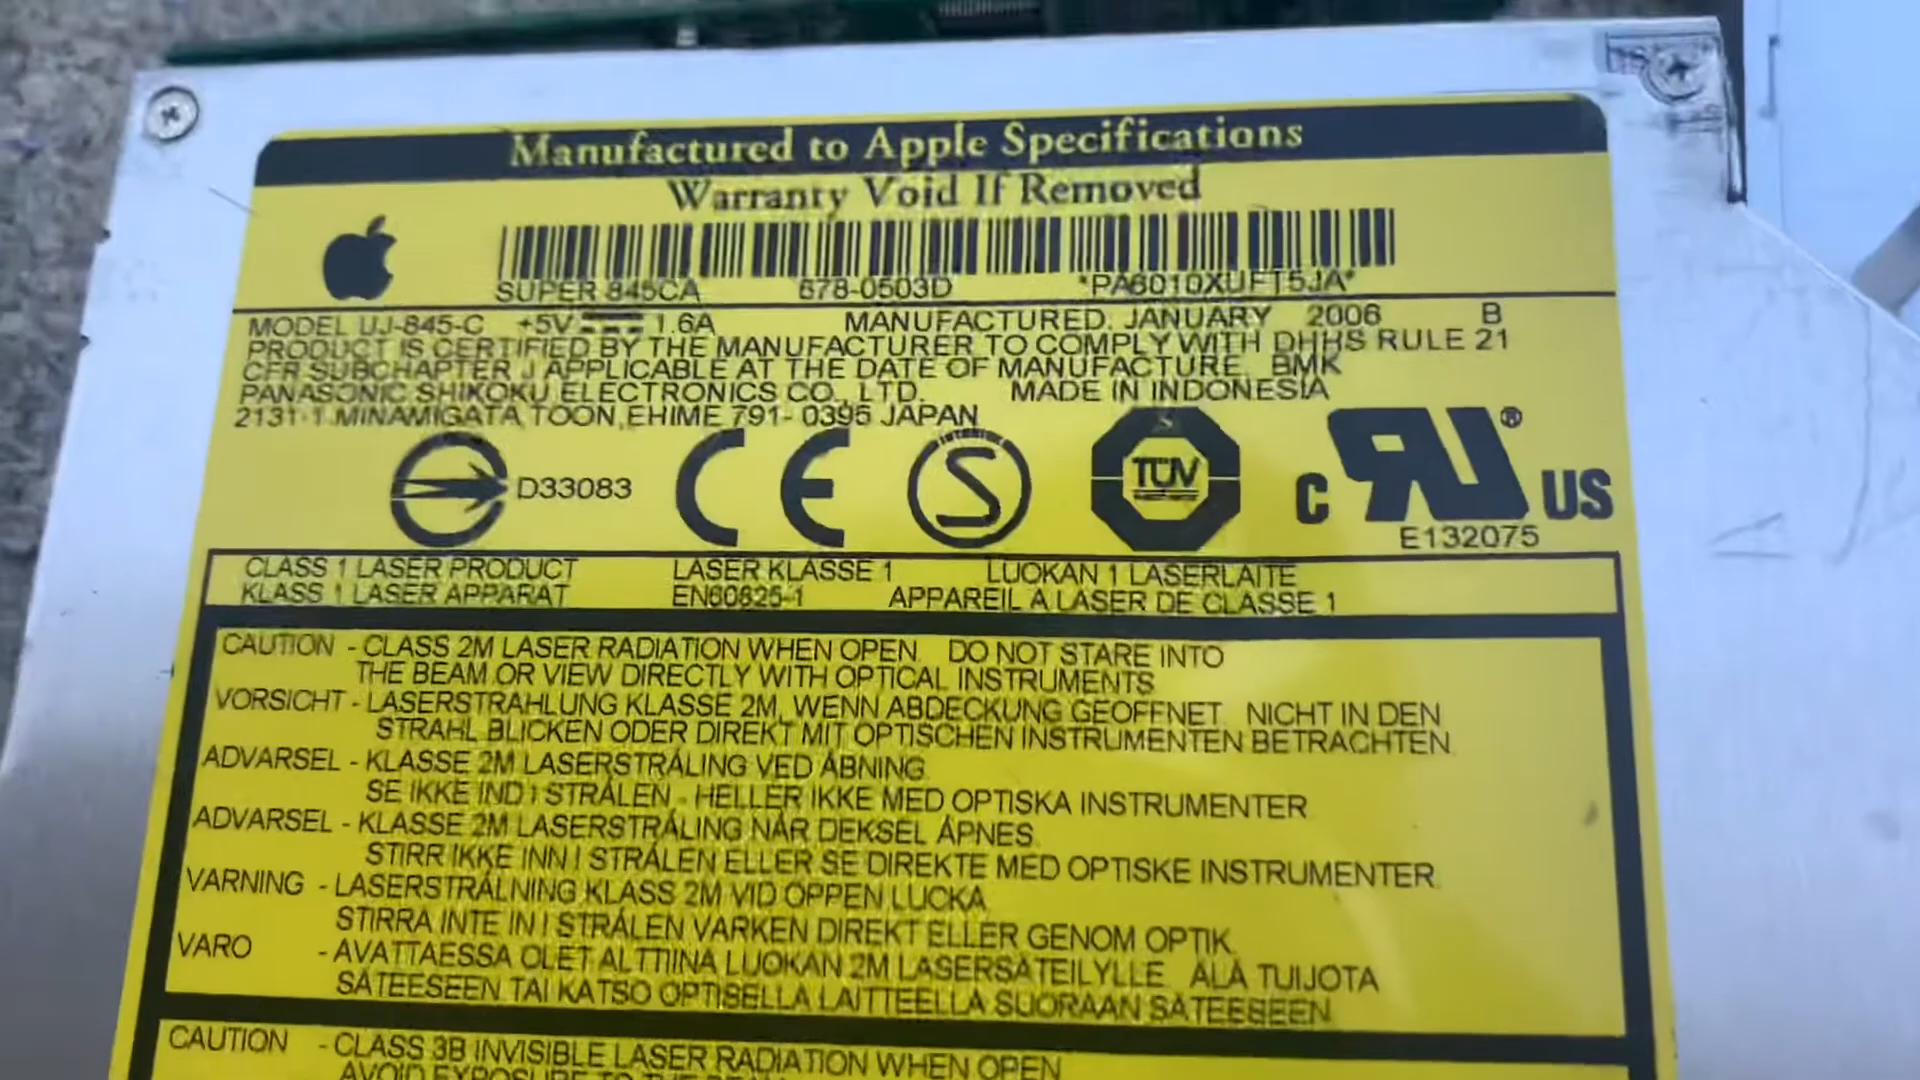 Manufactured to Apple Specifications
Warranty Void If Removed
SUPER 845CA 678-0503D *PA6010XUFT5JA*
MODEL UJ-845-C +5V 1.6A MANUFACTURED. JANUARY 2006 B
PRODUCT IS CERTIFIED BY THE MANUFACTURER TO COMPLY WITH DHHS RULE 21
CFR SUBCHAPTER J APPLICABLE AT THE DATE OF MANUFACTURE. BMK
PANASONIC SHIKOKU ELECTRONICS CO., LTD. MADE IN INDONESIA
2131-1 MINAMIGATA, TOON, EHIME 791-0395 JAPAN
D33083 CE S TÜV C RU® US
E132075
CLASS 1 LASER PRODUCT LASER KLASSE 1 LUOKAN 1 LASERLAITE
KLASS 1 LASER APPARAT EN60825-1 APPAREIL A LASER DE CLASSE 1
CAUTION - CLASS 2M LASER RADIATION WHEN OPEN. DO NOT STARE INTO
THE BEAM OR VIEW DIRECTLY WITH OPTICAL INSTRUMENTS
VORSICHT - LASERSTRAHLUNG KLASSE 2M, WENN ABDECKUNG GEOFFNET. NICHT IN DEN
STRAHL BLICKEN ODER DIREKT MIT OPTISCHEN INSTRUMENTEN BETRACHTEN
ADVARSEL - KLASSE 2M LASERSTRÅLING VED ÅBNING.
SE IKKE IND I STRÅLEN - HELLER IKKE MED OPTISKA INSTRUMENTER
ADVARSEL - KLASSE 2M LASERSTRÅLING NÅR DEKSEL ÅPNES.
STIRR IKKE INN I STRÅLEN ELLER SE DIREKTE MED OPTISKE INSTRUMENTER.
VARNING - LASERSTRÅLNING KLASS 2M VID ÖPPEN LUCKA
STIRRA INTE IN I STRÅLEN VARKEN DIREKT ELLER GENOM OPTIK.
VARO - AVATTAESSA OLET ALTTIINA LUOKAN 2M LASERSÄTEILYLLE. ÄLÄ TUIJOTA
SÄTEESEEN TAI KATSO OPTISELLA LAITTEELLA SUORAAN SÄTEESEEN.
CAUTION - CLASS 3B INVISIBLE LASER RADIATION WHEN OPEN
AVOID EXPOSURE TO THE BEAM